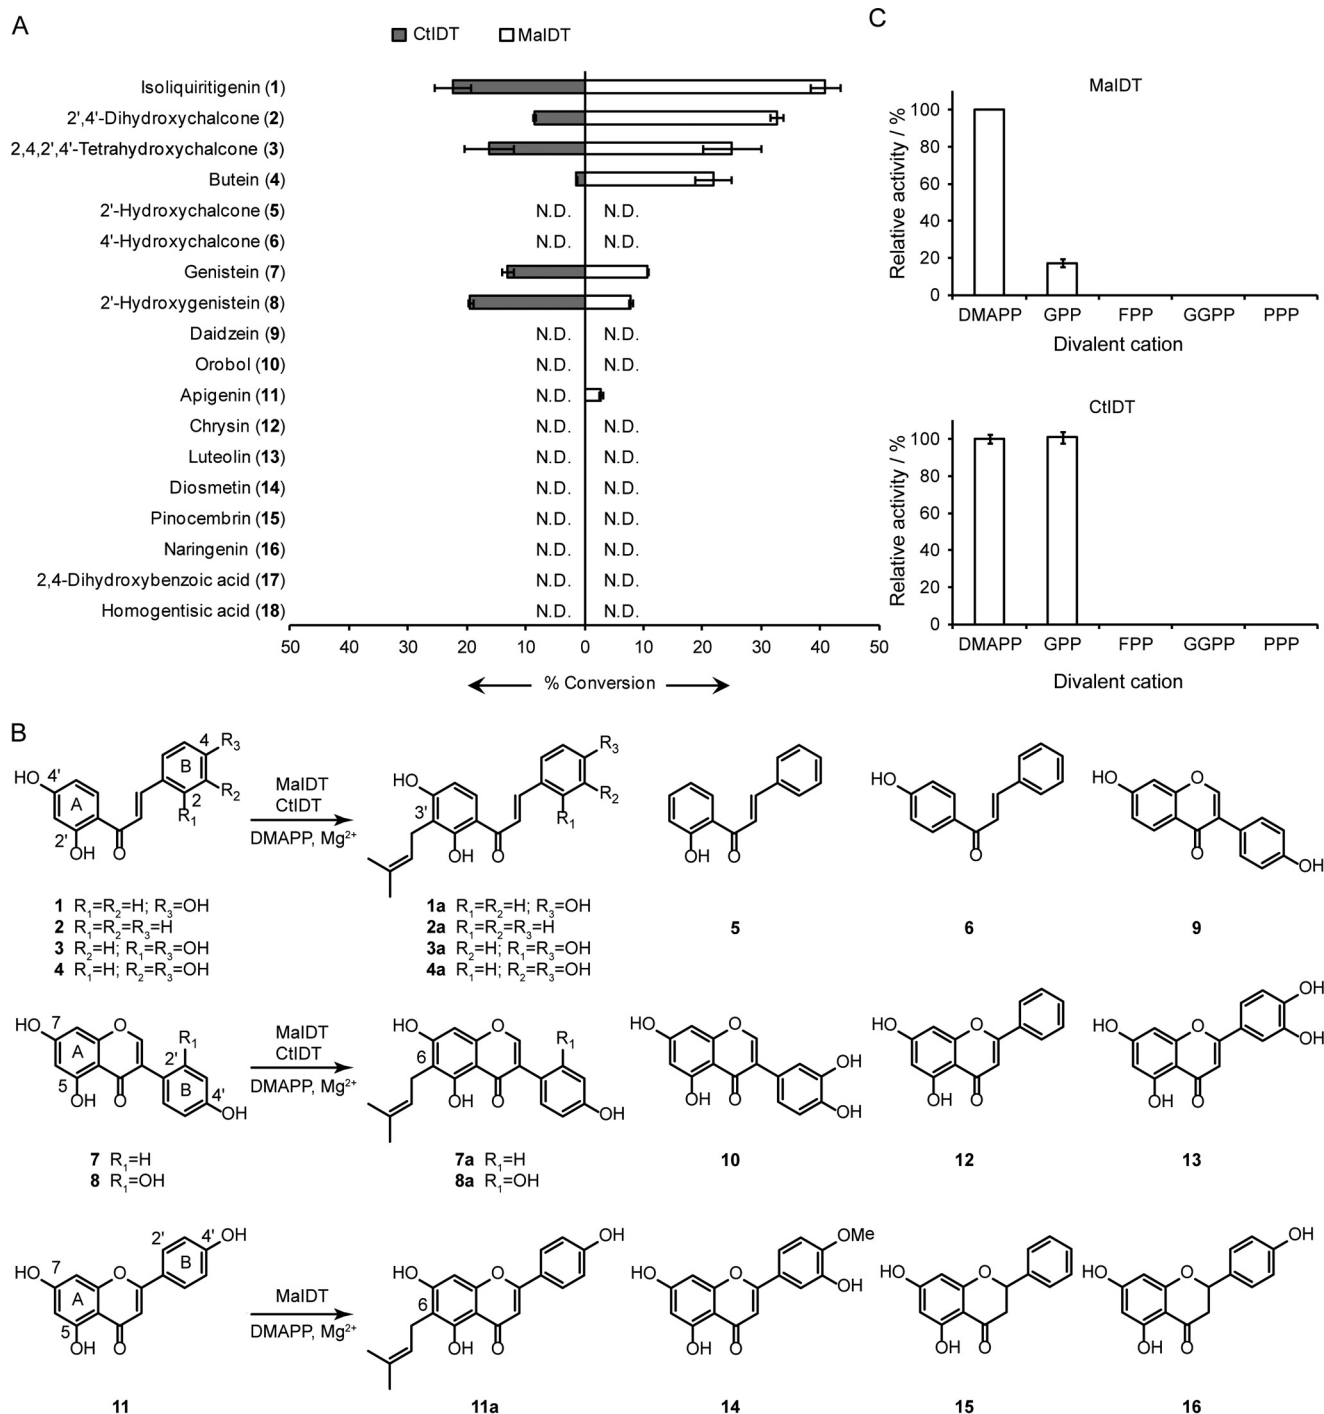 A
CtIDT MaIDT
Isoliquiritigenin (1)
2',4'-Dihydroxychalcone (2)
2,4,2',4'-Tetrahydroxychalcone (3)
Butein (4)
2'-Hydroxychalcone (5) N.D. N.D.
4'-Hydroxychalcone (6) N.D. N.D.
Genistein (7)
2'-Hydroxygenistein (8)
Daidzein (9) N.D. N.D.
Orobol (10) N.D. N.D.
Apigenin (11) N.D.
Chrysin (12) N.D. N.D.
Luteolin (13) N.D. N.D.
Diosmetin (14) N.D. N.D.
Pinocembrin (15) N.D. N.D.
Naringenin (16) N.D. N.D.
2,4-Dihydroxybenzoic acid (17) N.D. N.D.
Homogentisic acid (18) N.D. N.D.
50 40 30 20 10 0 10 20 30 40 50
% Conversion
C
MaIDT
Relative activity / %
100
80
60
40
20
0
DMAPP GPP FPP GGPP PPP
Divalent cation
CtIDT
Relative activity / %
100
80
60
40
20
0
DMAPP GPP FPP GGPP PPP
Divalent cation
B
HO 4' A 2' OH O B 2 4 R1 R2 R3
MaIDT
CtIDT
DMAPP, Mg2+
HO 3' OH O R1 R2 R3
OH O
HO O
HO O O OH
1 R1=R2=H; R3=OH
2 R1=R2=R3=H
3 R2=H; R1=R3=OH
4 R1=H; R2=R3=OH
1a R1=R2=H; R3=OH
2a R1=R2=R3=H
3a R2=H; R1=R3=OH
4a R1=H; R2=R3=OH
5 6 9
HO 7 A 5 OH O O 2' R1 B 4' OH
MaIDT
CtIDT
DMAPP, Mg2+
HO 6 OH O O R1 OH
HO OH O O OH OH
HO OH O O
HO OH O O OH OH
7 R1=H
8 R1=OH
7a R1=H
8a R1=OH
10 12 13
HO 7 A 5 OH O O 2' B 4' OH
MaIDT
DMAPP, Mg2+
HO 6 OH O O OH
HO OH O O OMe OH
HO OH O O
HO OH O O OH
11 11a 14 15 16